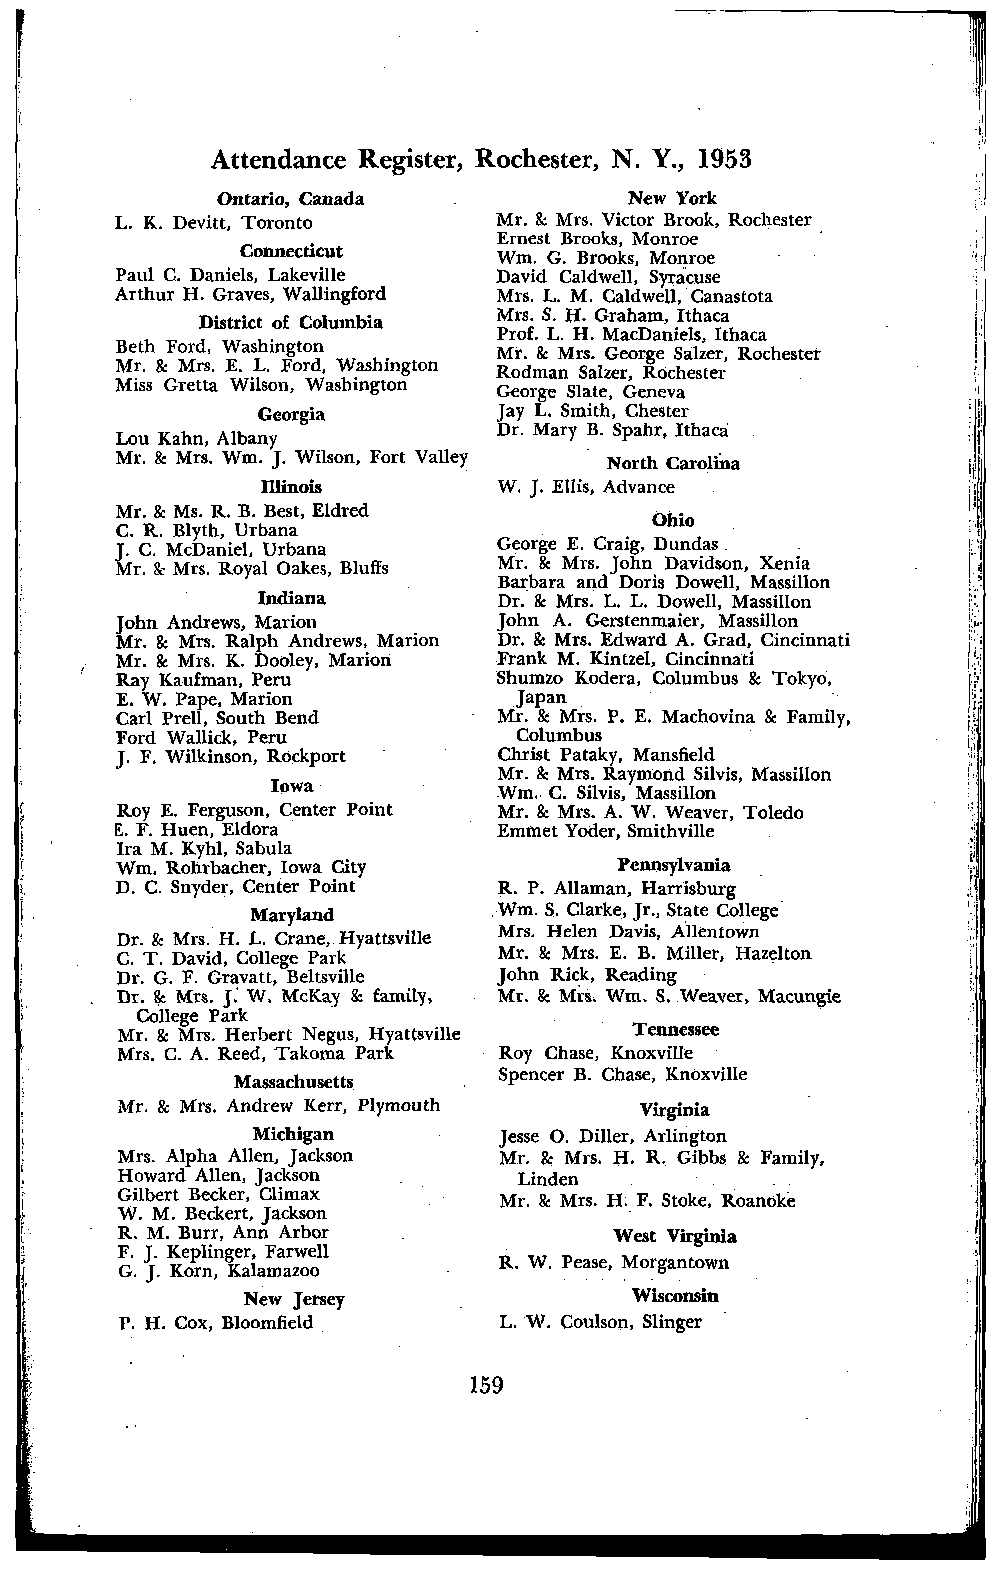 Attendance Register, Rochester, N. Y., 1953
Ontario, Canada
L. K. Devitt, Toronto
Connecticut
Paul C. Daniels, Lakeville
Arthur H. Graves, Wallingford
District of Columbia
Beth Ford, Washington
Mr. & Mrs. E. L. Ford, Washington
Miss Gretta Wilson, Washington
Georgia
Lou Kahn, Albany
Mr. & Mrs. Wm. J. Wilson, Fort Valley
Illinois
Mr. & Ms. R. B. Best, Eldred
C. R. Blyth, Urbana
J. C. McDaniel, Urbana
Mr. & Mrs. Royal Oakes, Bluffs
Indiana
John Andrews, Marion
Mr. & Mrs. Ralph Andrews, Marion
Mr. & Mrs. K. Dooley, Marion
Ray Kaufman, Peru
E. W. Pape, Marion
Carl Prell, South Bend
Ford Wallick, Peru
J. F. Wilkinson, Rockport
Iowa
Roy E. Ferguson, Center Point
E. F. Huen, Eldora
Ira M. Kyhl, Sabula
Wm. Rohrbacher, Iowa City
D. C. Snyder, Center Point
Maryland
Dr. & Mrs. H. L. Crane, Hyattsville
C. T. David, College Park
Dr. G. F. Gravatt, Beltsville
Dr. & Mrs. J. W. McKay & family,
College Park
Mr. & Mrs. Herbert Negus, Hyattsville
Mrs. C. A. Reed, Takoma Park
Massachusetts
Mr. & Mrs. Andrew Kerr, Plymouth
Michigan
Mrs. Alpha Allen, Jackson
Howard Allen, Jackson
Gilbert Becker, Climax
W. M. Beckert, Jackson
R. M. Burr, Ann Arbor
F. J. Keplinger, Farwell
G. J. Korn, Kalamazoo
New Jersey
P. H. Cox, Bloomfield
New York
Mr. & Mrs. Victor Brook, Rochester
Ernest Brooks, Monroe
Wm. G. Brooks, Monroe
David Caldwell, Syracuse
Mrs. L. M. Caldwell, Canastota
Mrs. S. H. Graham, Ithaca
Prof. L. H. MacDaniels, Ithaca
Mr. & Mrs. George Salzer, Rochester
Rodman Salzer, Rochester
George Slate, Geneva
Jay L. Smith, Chester
Dr. Mary B. Spahr, Ithaca
North Carolina
W. J. Ellis, Advance
Ohio
George E. Craig, Dundas
Mr. & Mrs. John Davidson, Xenia
Barbara and Doris Dowell, Massillon
Dr. & Mrs. L. L. Dowell, Massillon
John A. Gerstenmaier, Massillon
Dr. & Mrs. Edward A. Grad, Cincinnati
Frank M. Kintzel, Cincinnati
Shumzo Kodera, Columbus & Tokyo,
Japan
Mr. & Mrs. P. E. Machovina & Family,
Columbus
Christ Pataky, Mansfield
Mr. & Mrs. Raymond Silvis, Massillon
Wm. C. Silvis, Massillon
Mr. & Mrs. A. W. Weaver, Toledo
Emmet Yoder, Smithville
Pennsylvania
R. P. Allaman, Harrisburg
Wm. S. Clarke, Jr., State College
Mrs. Helen Davis, Allentown
Mr. & Mrs. E. B. Miller, Hazelton
John Rick, Reading
Mr. & Mrs. Wm. S. Weaver, Macungie
Tennessee
Roy Chase, Knoxville
Spencer B. Chase, Knoxville
Virginia
Jesse O. Diller, Arlington
Mr. & Mrs. H. R. Gibbs & Family,
Linden
Mr. & Mrs. H. F. Stoke, Roanoke
West Virginia
R. W. Pease, Morgantown
Wisconsin
L. W. Coulson, Slinger
159